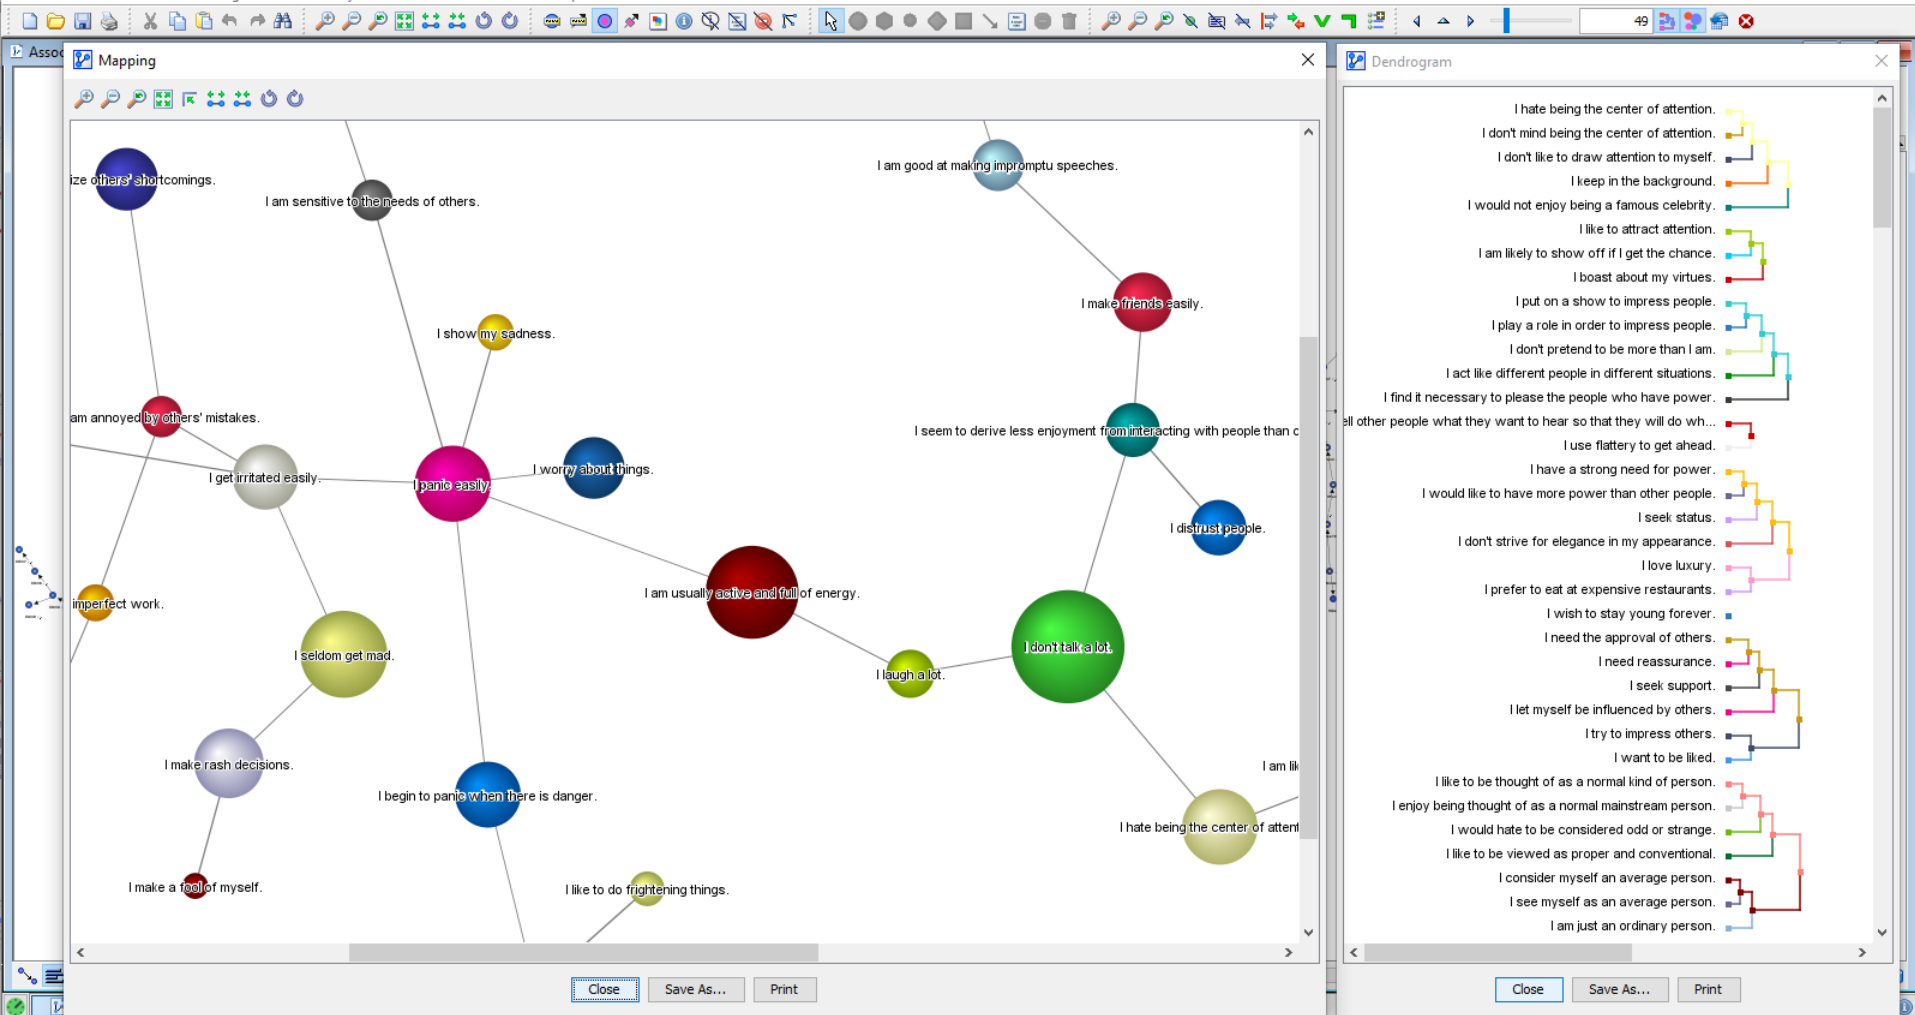 49
Assoc
Mapping
Dendrogram
ize others' shortcomings.
I am sensitive to the needs of others.
I am good at making impromptu speeches.
I make friends easily.
I show my sadness.
am annoyed by others' mistakes.
I seem to derive less enjoyment from interacting with people than o
I get irritated easily.
I panic easily
I worry about things.
I distrust people.
I am usually active and full of energy.
imperfect work.
I don't talk a lot.
I seldom get mad.
I laugh a lot.
I make rash decisions.
I am lik
I begin to panic when there is danger.
I hate being the center of attent
I make a fool of myself.
I like to do frightening things.
Close
Save As...
Print
I hate being the center of attention.
I don't mind being the center of attention.
I don't like to draw attention to myself.
I keep in the background.
I would not enjoy being a famous celebrity.
I like to attract attention.
I am likely to show off if I get the chance.
I boast about my virtues.
I put on a show to impress people.
I play a role in order to impress people.
I don't pretend to be more than I am.
I act like different people in different situations.
I find it necessary to please the people who have power.
ell other people what they want to hear so that they will do wh...
I use flattery to get ahead.
I have a strong need for power.
I would like to have more power than other people.
I seek status.
I don't strive for elegance in my appearance.
I love luxury.
I prefer to eat at expensive restaurants.
I wish to stay young forever.
I need the approval of others.
I need reassurance.
I seek support.
I let myself be influenced by others.
I try to impress others.
I want to be liked.
I like to be thought of as a normal kind of person.
I enjoy being thought of as a normal mainstream person.
I would hate to be considered odd or strange.
I like to be viewed as proper and conventional.
I consider myself an average person.
I see myself as an average person.
I am just an ordinary person.
Close
Save As...
Print